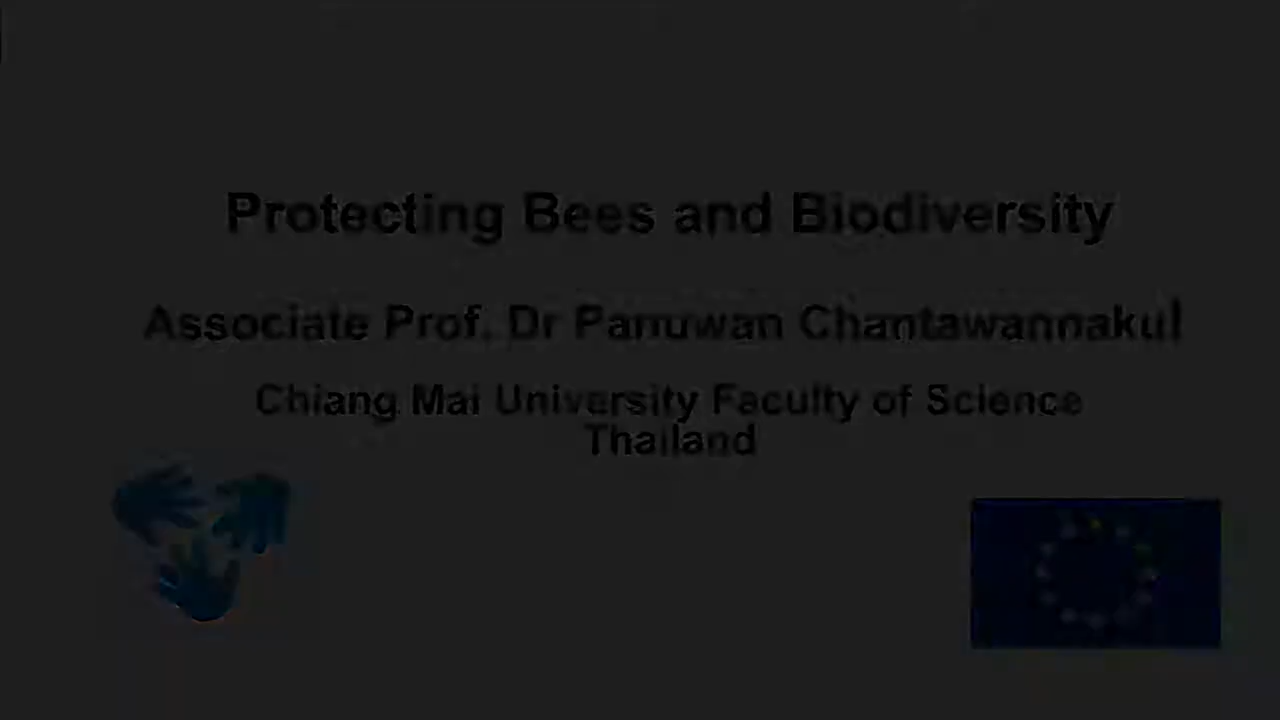 Protecting Bees and Biodiversity
Associate Prof. Dr Panuwan Chantawannakul
Chiang Mai University Faculty of Science
Thailand